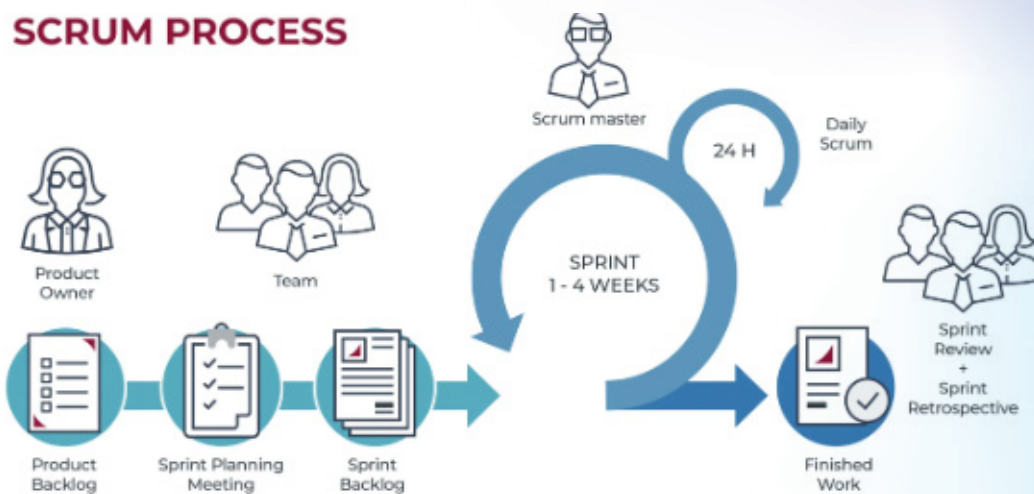 SCRUM PROCESS
Scrum master
24 H
Daily
Scrum
Product
Owner
Team
SPRINT
1 - 4 WEEKS
Sprint
Review
+
Sprint
Retrospective
Product
Backlog
Sprint Planning
Meeting
Sprint
Backlog
Finished
Work